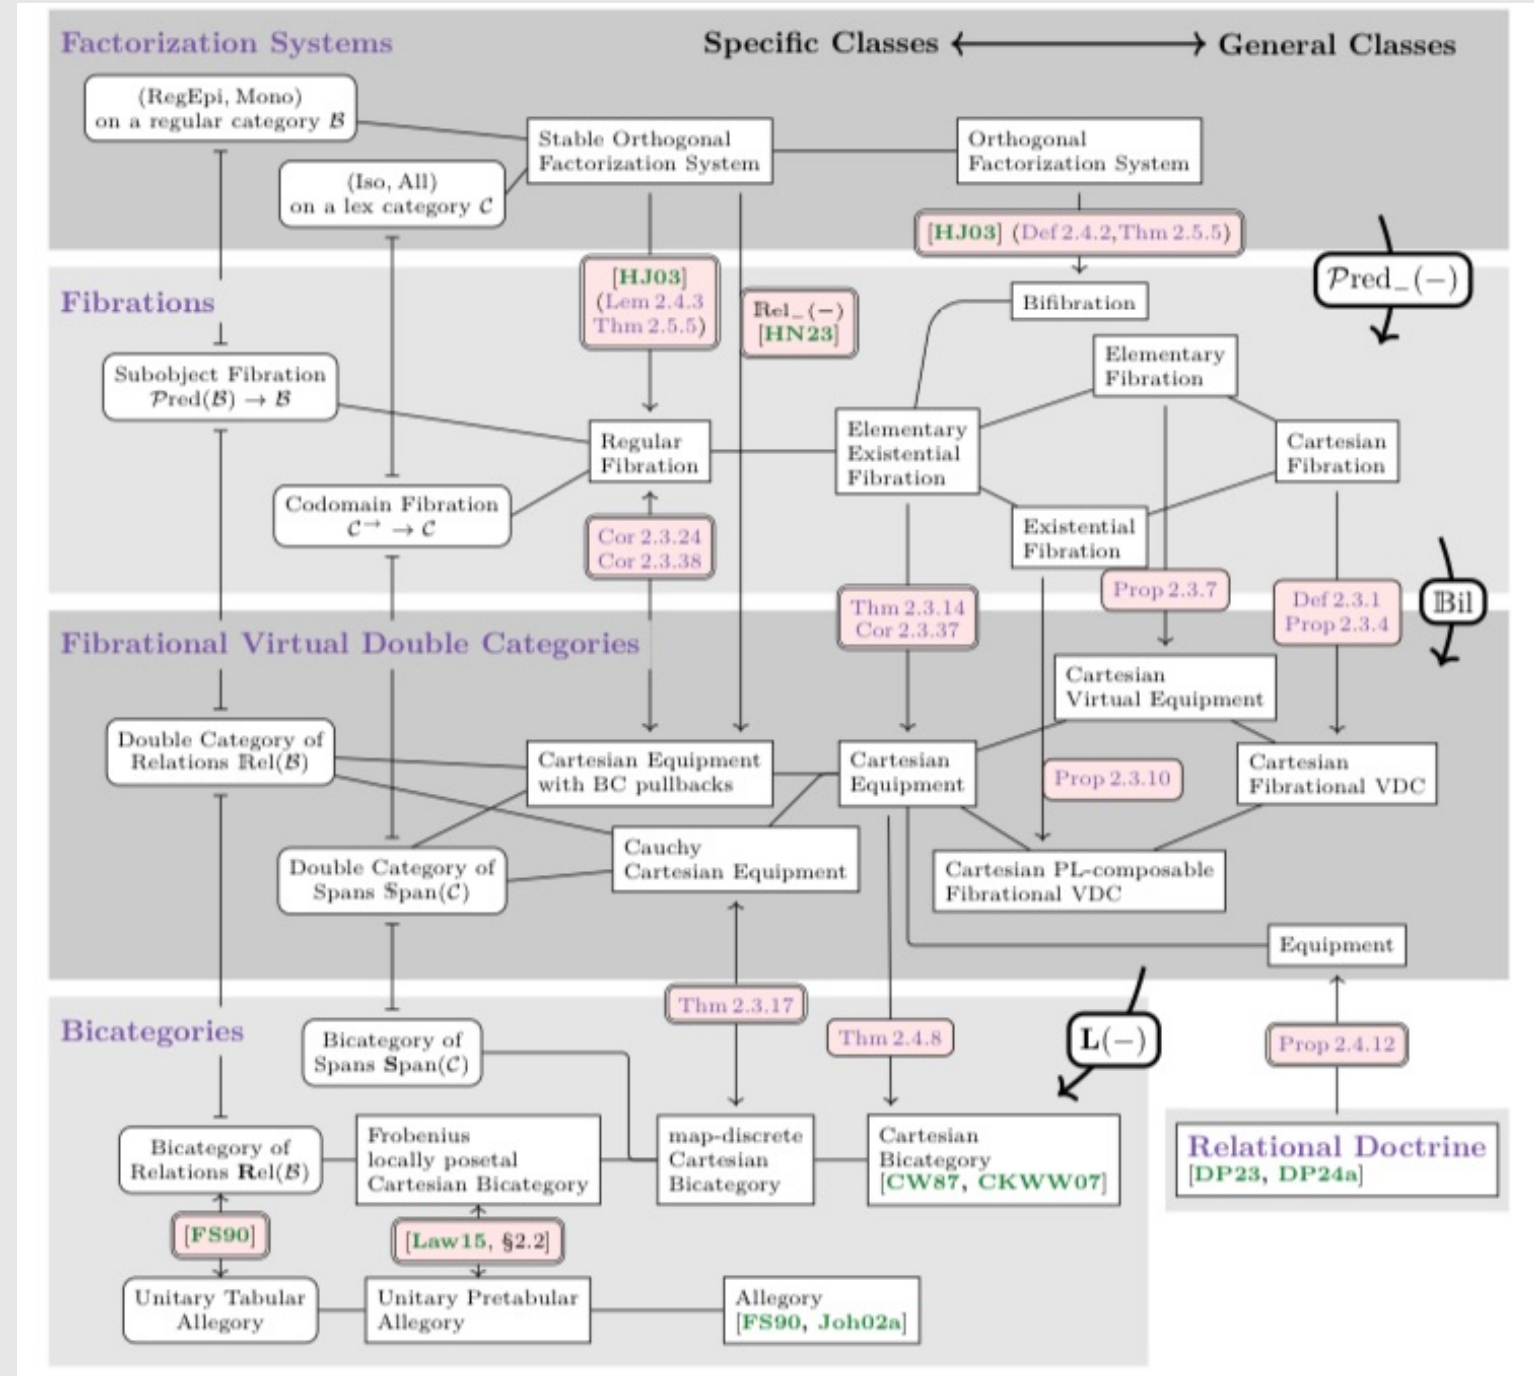 Factorization Systems
Specific Classes ⟷ General Classes
(RegEpi, Mono)
on a regular category ℬ
(Iso, All)
on a lex category 𝒞
Stable Orthogonal
Factorization System
Orthogonal
Factorization System
[HJ03] (Def 2.4.2,Thm 2.5.5)
𝒫red₋(−)
Fibrations
[HJ03]
(Lem 2.4.3
Thm 2.5.5)
ℝel₋(−)
[HN23]
Bifibration
Elementary
Fibration
Subobject Fibration
𝒫red(ℬ) → ℬ
Regular
Fibration
Elementary
Existential
Fibration
Cartesian
Fibration
Codomain Fibration
𝒞→ → 𝒞
Existential
Fibration
Cor 2.3.24
Cor 2.3.38
Thm 2.3.14
Cor 2.3.37
Prop 2.3.7
Def 2.3.1
Prop 2.3.4
𝔹il
Fibrational Virtual Double Categories
Cartesian
Virtual Equipment
Double Category of
Relations ℝel(ℬ)
Cartesian Equipment
with BC pullbacks
Cartesian
Equipment
Prop 2.3.10
Cartesian
Fibrational VDC
Cauchy
Cartesian Equipment
Double Category of
Spans 𝕊pan(𝒞)
Cartesian PL-composable
Fibrational VDC
Equipment
Bicategories
Thm 2.3.17
Thm 2.4.8
L(−)
Prop 2.4.12
Bicategory of
Spans Span(𝒞)
Bicategory of
Relations Rel(ℬ)
Frobenius
locally posetal
Cartesian Bicategory
map-discrete
Cartesian
Bicategory
Cartesian
Bicategory
[CW87, CKWW07]
Relational Doctrine
[DP23, DP24a]
[FS90]
[Law15, §2.2]
Unitary Tabular
Allegory
Unitary Pretabular
Allegory
Allegory
[FS90, Joh02a]